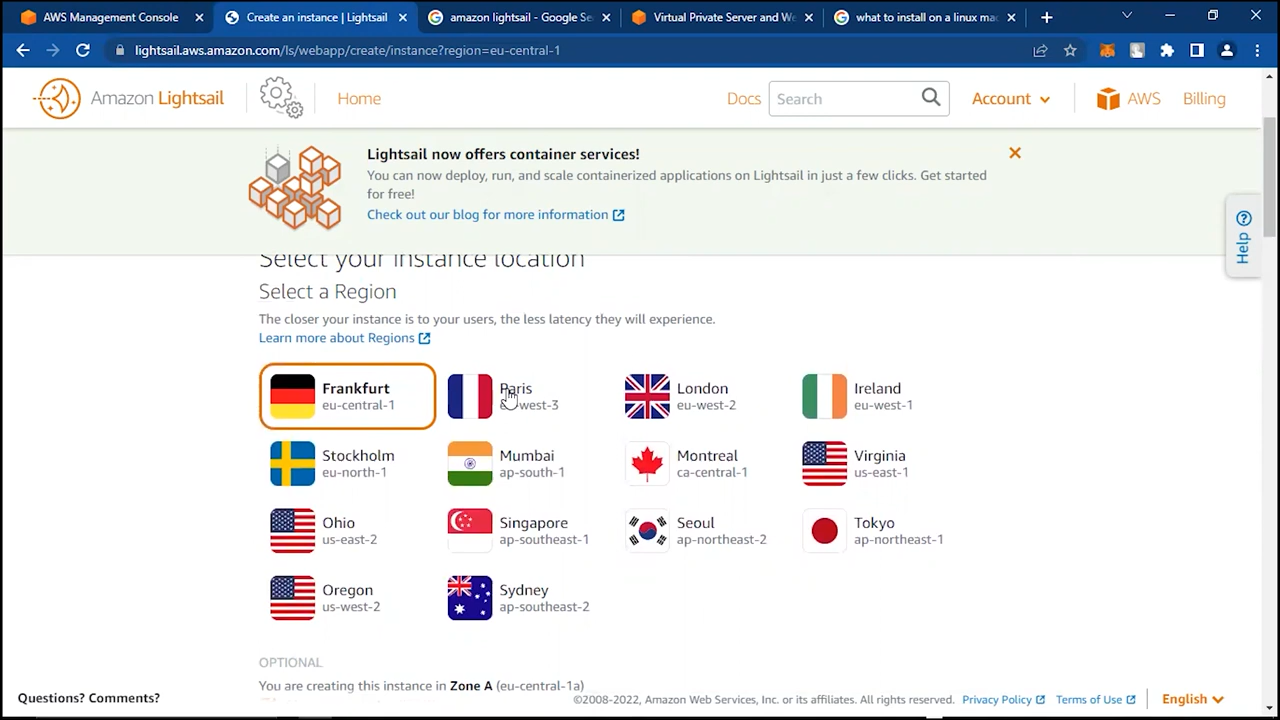 AWS Management Console
Create an instance | Lightsail
amazon lightsail - Google Se
Virtual Private Server and We
what to install on a linux mac
lightsail.aws.amazon.com/ls/webapp/create/instance?region=eu-central-1
Amazon Lightsail
Home
Docs
Search
Account
AWS
Billing
Lightsail now offers container services!
You can now deploy, run, and scale containerized applications on Lightsail in just a few clicks. Get started
for free!
Check out our blog for more information
Help
Select your instance location
Select a Region
The closer your instance is to your users, the less latency they will experience.
Learn more about Regions
Frankfurt
eu-central-1
Paris
eu-west-3
London
eu-west-2
Ireland
eu-west-1
Stockholm
eu-north-1
Mumbai
ap-south-1
Montreal
ca-central-1
Virginia
us-east-1
Ohio
us-east-2
Singapore
ap-southeast-1
Seoul
ap-northeast-2
Tokyo
ap-northeast-1
Oregon
us-west-2
Sydney
ap-southeast-2
OPTIONAL
You are creating this instance in Zone A (eu-central-1a)
Questions? Comments?
©2008-2022, Amazon Web Services, Inc. or its affiliates. All rights reserved.
Privacy Policy
Terms of Use
English